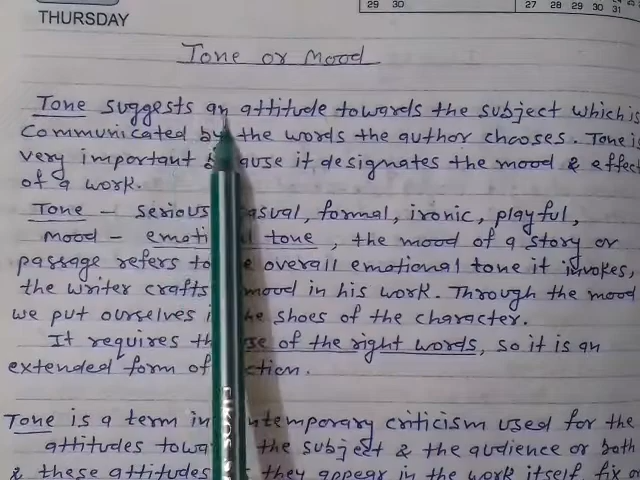 29 30
27 28 29 30
31
THURSDAY
Tone or Mood
Tone suggests an attitude towards the subject which is
communicated by the words the author chooses. Tone is
very important because it designates the mood & effect
of a work.
Tone - serious, casual, formal, ironic, playful,
Mood - emotional tone, the mood of a story or
passage refers to the overall emotional tone it invokes,
the writer crafts mood in his work. Through the mood
we put ourselves in the shoes of the character.
It requires the use of the right words, so it is an
extended form of diction.
Tone is a term in contemporary criticism used for the
attitudes towards the subject & the audience or both
& these attitudes they appear in the work itself. fix